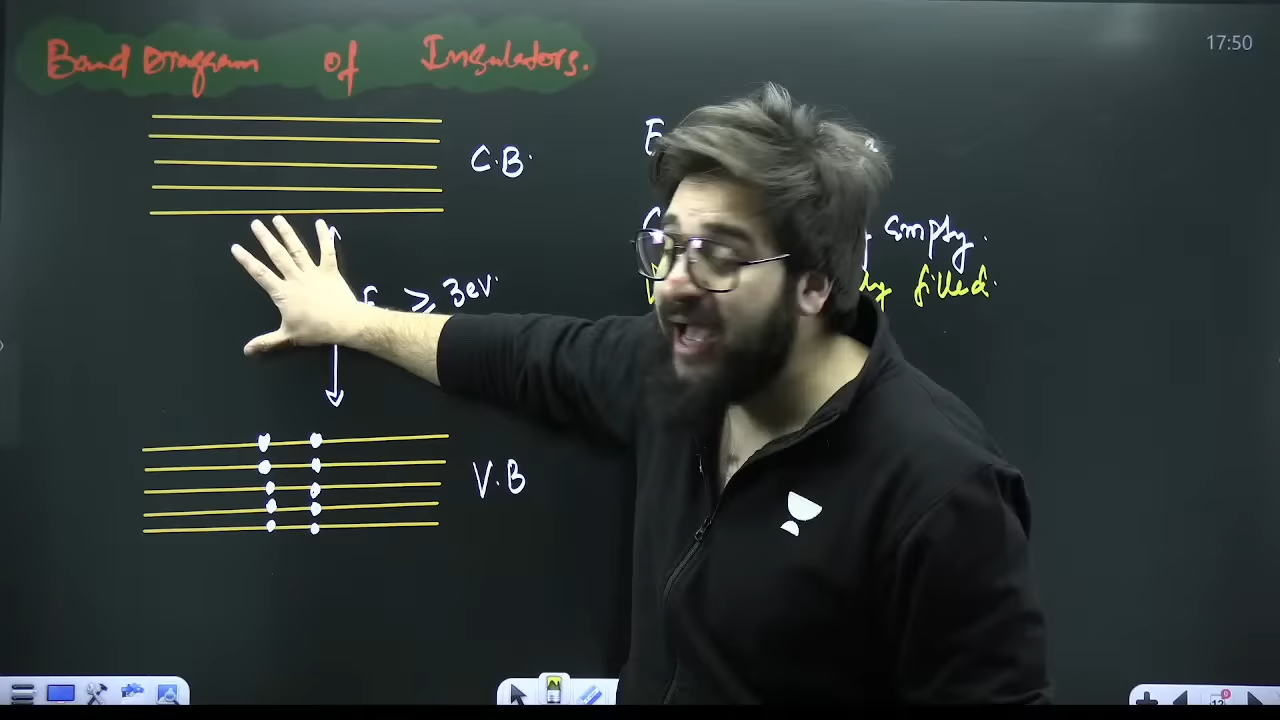 Band Diagram of Insulators.
17:50
C.B.
empty.
filled.
≥ 3eV.
V.B